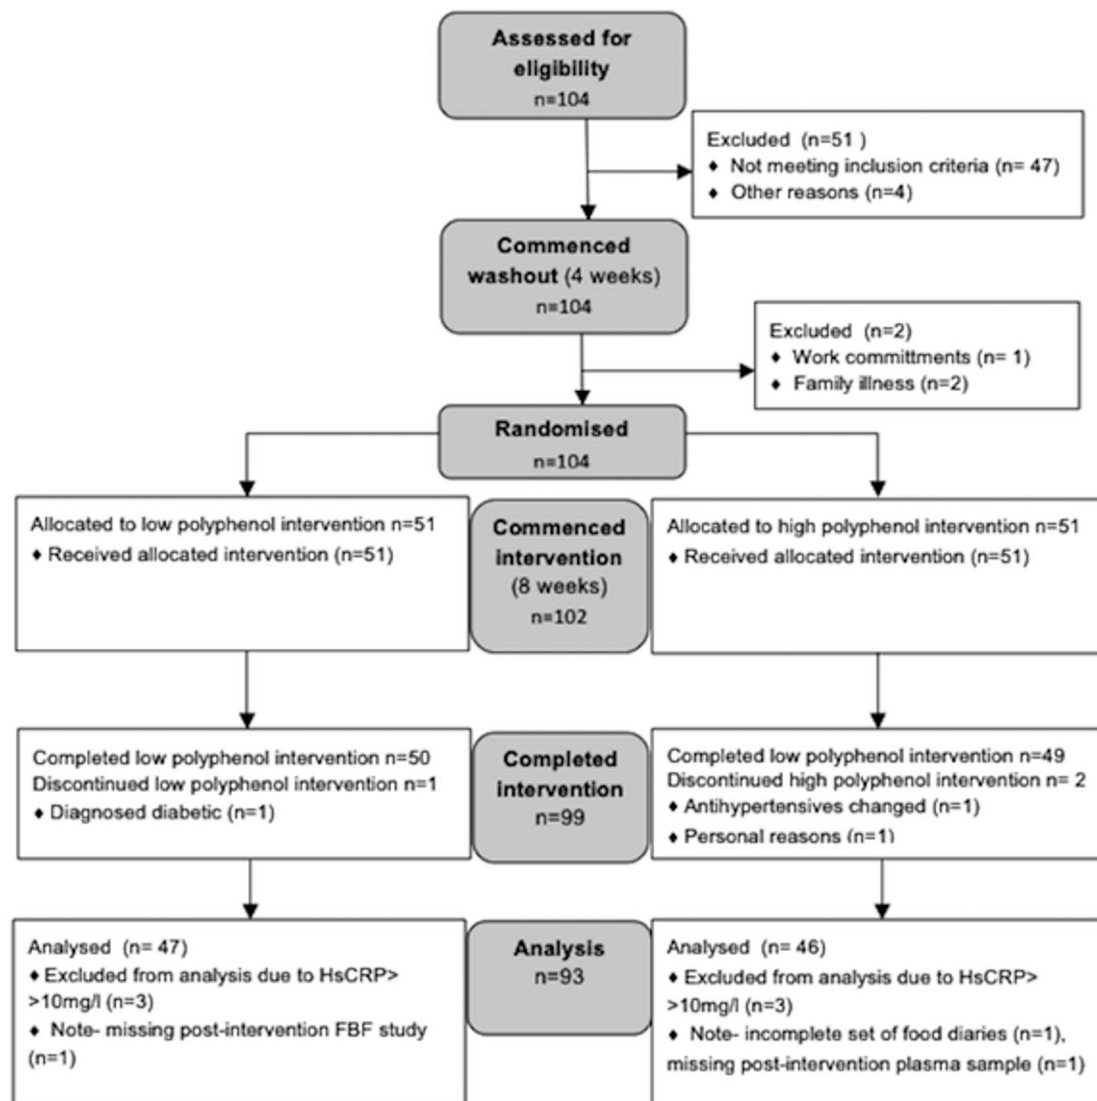 Assessed for
eligibility
n=104
Excluded (n=51 )
♦ Not meeting inclusion criteria (n= 47)
♦ Other reasons (n=4)
Commenced
washout (4 weeks)
n=104
Excluded (n=2)
♦ Work committments (n= 1)
♦ Family illness (n=2)
Randomised
n=104
Allocated to low polyphenol intervention n=51
♦ Received allocated intervention (n=51)
Commenced
intervention
(8 weeks)
n=102
Allocated to high polyphenol intervention n=51
♦ Received allocated intervention (n=51)
Completed low polyphenol intervention n=50
Discontinued low polyphenol intervention n=1
♦ Diagnosed diabetic (n=1)
Completed
intervention
n=99
Completed low polyphenol intervention n=49
Discontinued high polyphenol intervention n= 2
♦ Antihypertensives changed (n=1)
♦ Personal reasons (n=1)
Analysed (n= 47)
♦ Excluded from analysis due to HsCRP>
>10mg/l (n=3)
♦ Note- missing post-intervention FBF study
(n=1)
Analysis
n=93
Analysed (n= 46)
♦ Excluded from analysis due to HsCRP>
>10mg/l (n=3)
♦ Note- incomplete set of food diaries (n=1),
missing post-intervention plasma sample (n=1)